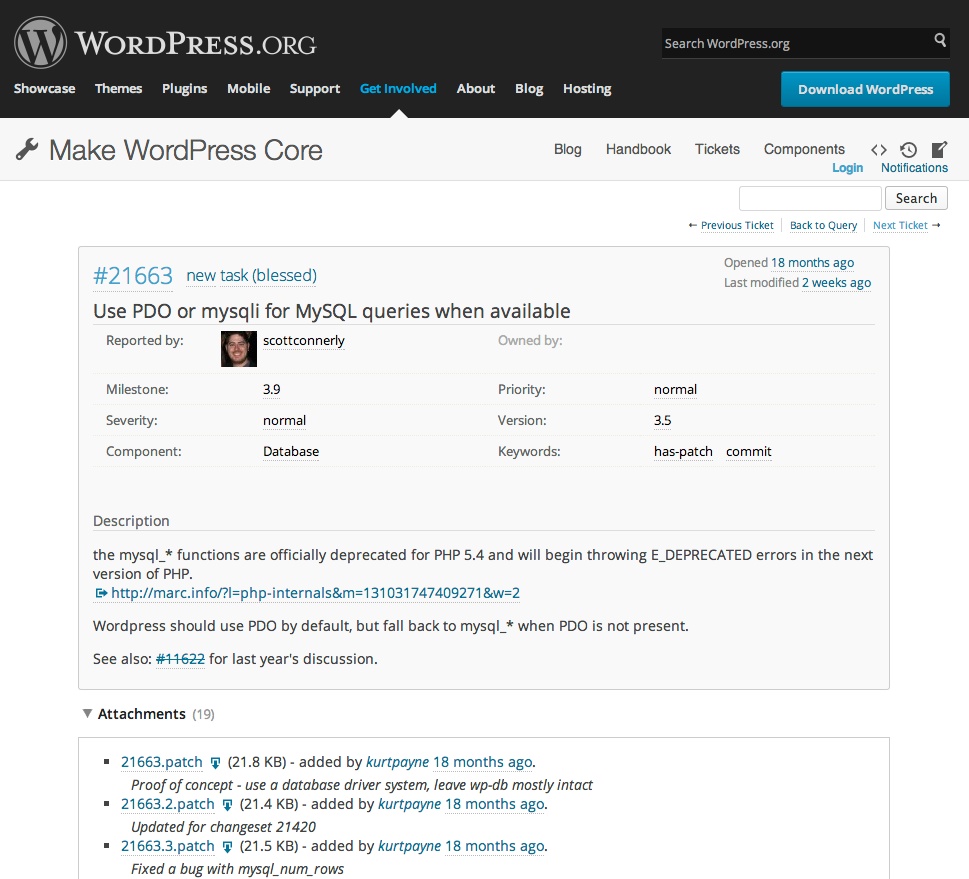 WORDPRESS.ORG
Search WordPress.org
Showcase Themes Plugins Mobile Support Get Involved About Blog Hosting
Download WordPress
Make WordPress Core
Blog Handbook Tickets Components
Login Notifications
Search
← Previous Ticket Back to Query Next Ticket →
#21663 new task (blessed)
Opened 18 months ago
Last modified 2 weeks ago
Use PDO or mysqli for MySQL queries when available
Reported by: scottconnerly Owned by:
Milestone: 3.9 Priority: normal
Severity: normal Version: 3.5
Component: Database Keywords: has-patch commit
Description
the mysql_* functions are officially deprecated for PHP 5.4 and will begin throwing E_DEPRECATED errors in the next
version of PHP.
http://marc.info/?l=php-internals&m=131031747409271&w=2
Wordpress should use PDO by default, but fall back to mysql_* when PDO is not present.
See also: #11622 for last year's discussion.
Attachments (19)
21663.patch (21.8 KB) - added by kurtpayne 18 months ago.
Proof of concept - use a database driver system, leave wp-db mostly intact
21663.2.patch (21.4 KB) - added by kurtpayne 18 months ago.
Updated for changeset 21420
21663.3.patch (21.5 KB) - added by kurtpayne 18 months ago.
Fixed a bug with mysql_num_rows